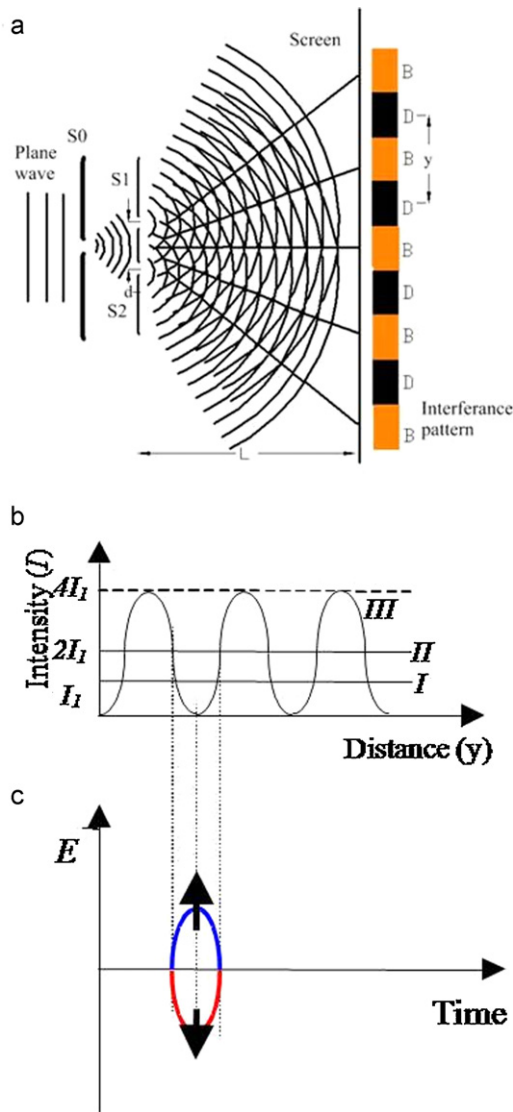 a
Screen
S0
Plane
wave
S1
S2
d
L
B
D
B
D
B
D
B
D
B
y
Interferance
pattern
b
Intensity (I)
4I1
2I1
I1
III
II
I
Distance (y)
c
E
Time